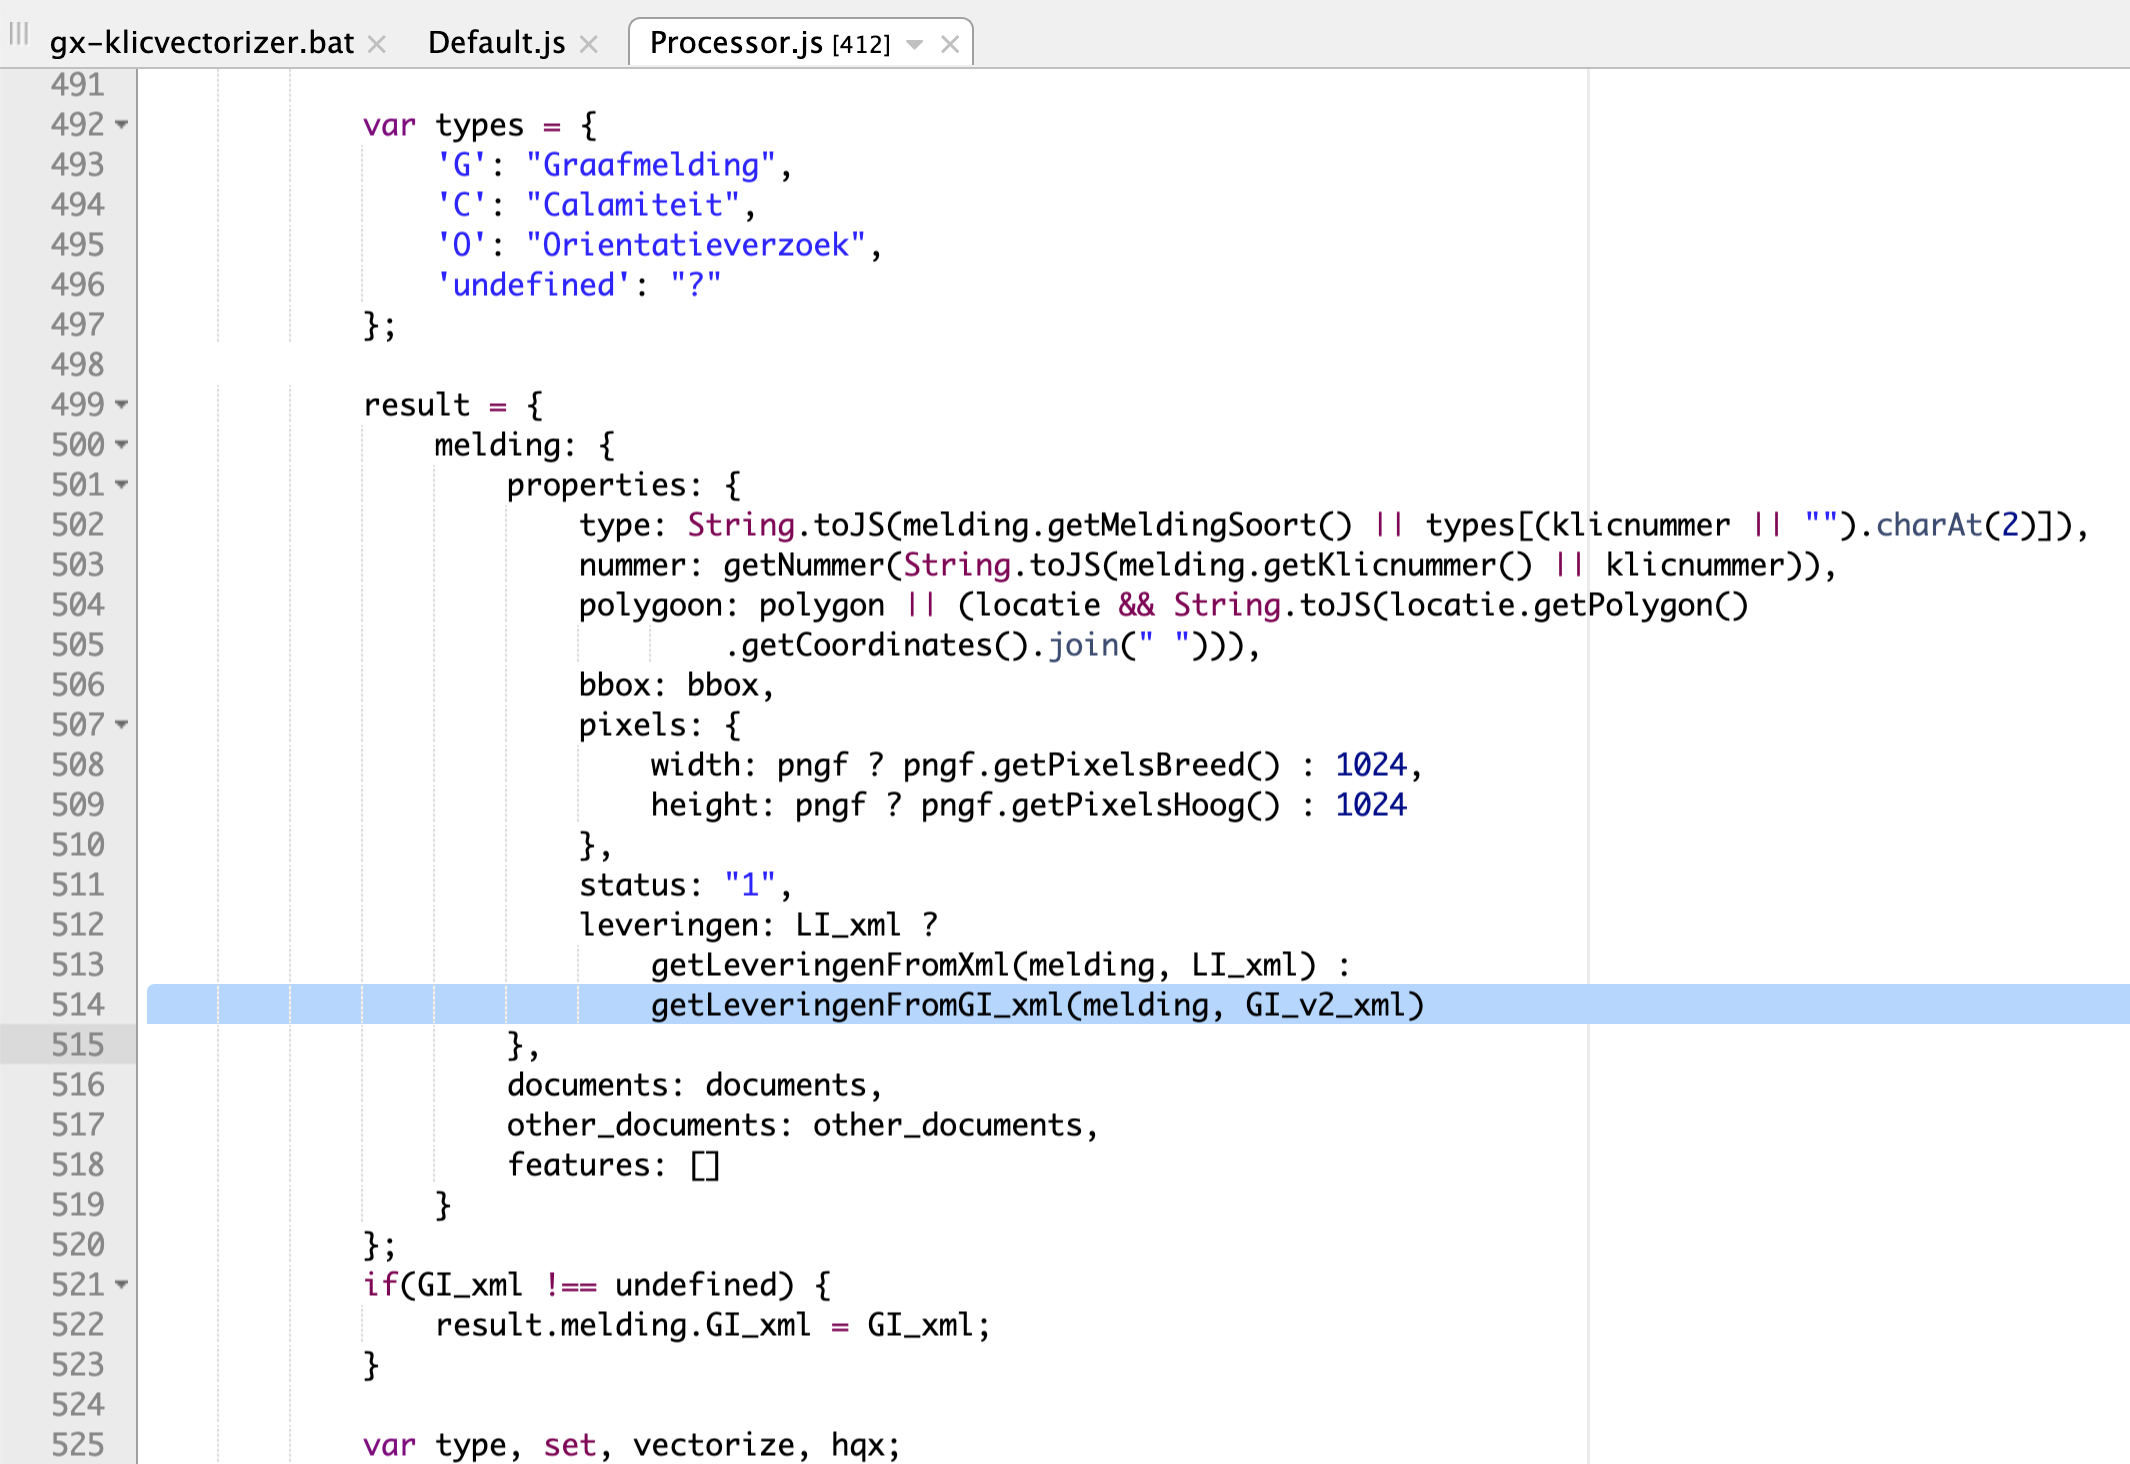 gx-klicvectorizer.bat × Default.js × Processor.js [412] ×
491
492 var types = {
493 'G': "Graafmelding",
494 'C': "Calamiteit",
495 'O': "Orientatieverzoek",
496 'undefined': "?"
497 };
498
499 result = {
500 melding: {
501 properties: {
502 type: String.toJS(melding.getMeldingSoort() || types[(klicnummer || "").charAt(2)]),
503 nummer: getNummer(String.toJS(melding.getKlicnummer() || klicnummer)),
504 polygoon: polygon || (locatie && String.toJS(locatie.getPolygon()
505 .getCoordinates().join(" "))),
506 bbox: bbox,
507 pixels: {
508 width: pngf ? pngf.getPixelsBreed() : 1024,
509 height: pngf ? pngf.getPixelsHoog() : 1024
510 },
511 status: "1",
512 leveringen: LI_xml ?
513 getLeveringenFromXml(melding, LI_xml) :
514 getLeveringenFromGI_xml(melding, GI_v2_xml)
515 },
516 documents: documents,
517 other_documents: other_documents,
518 features: []
519 }
520 };
521 if(GI_xml !== undefined) {
522 result.melding.GI_xml = GI_xml;
523 }
524
525 var type, set, vectorize, hqx;